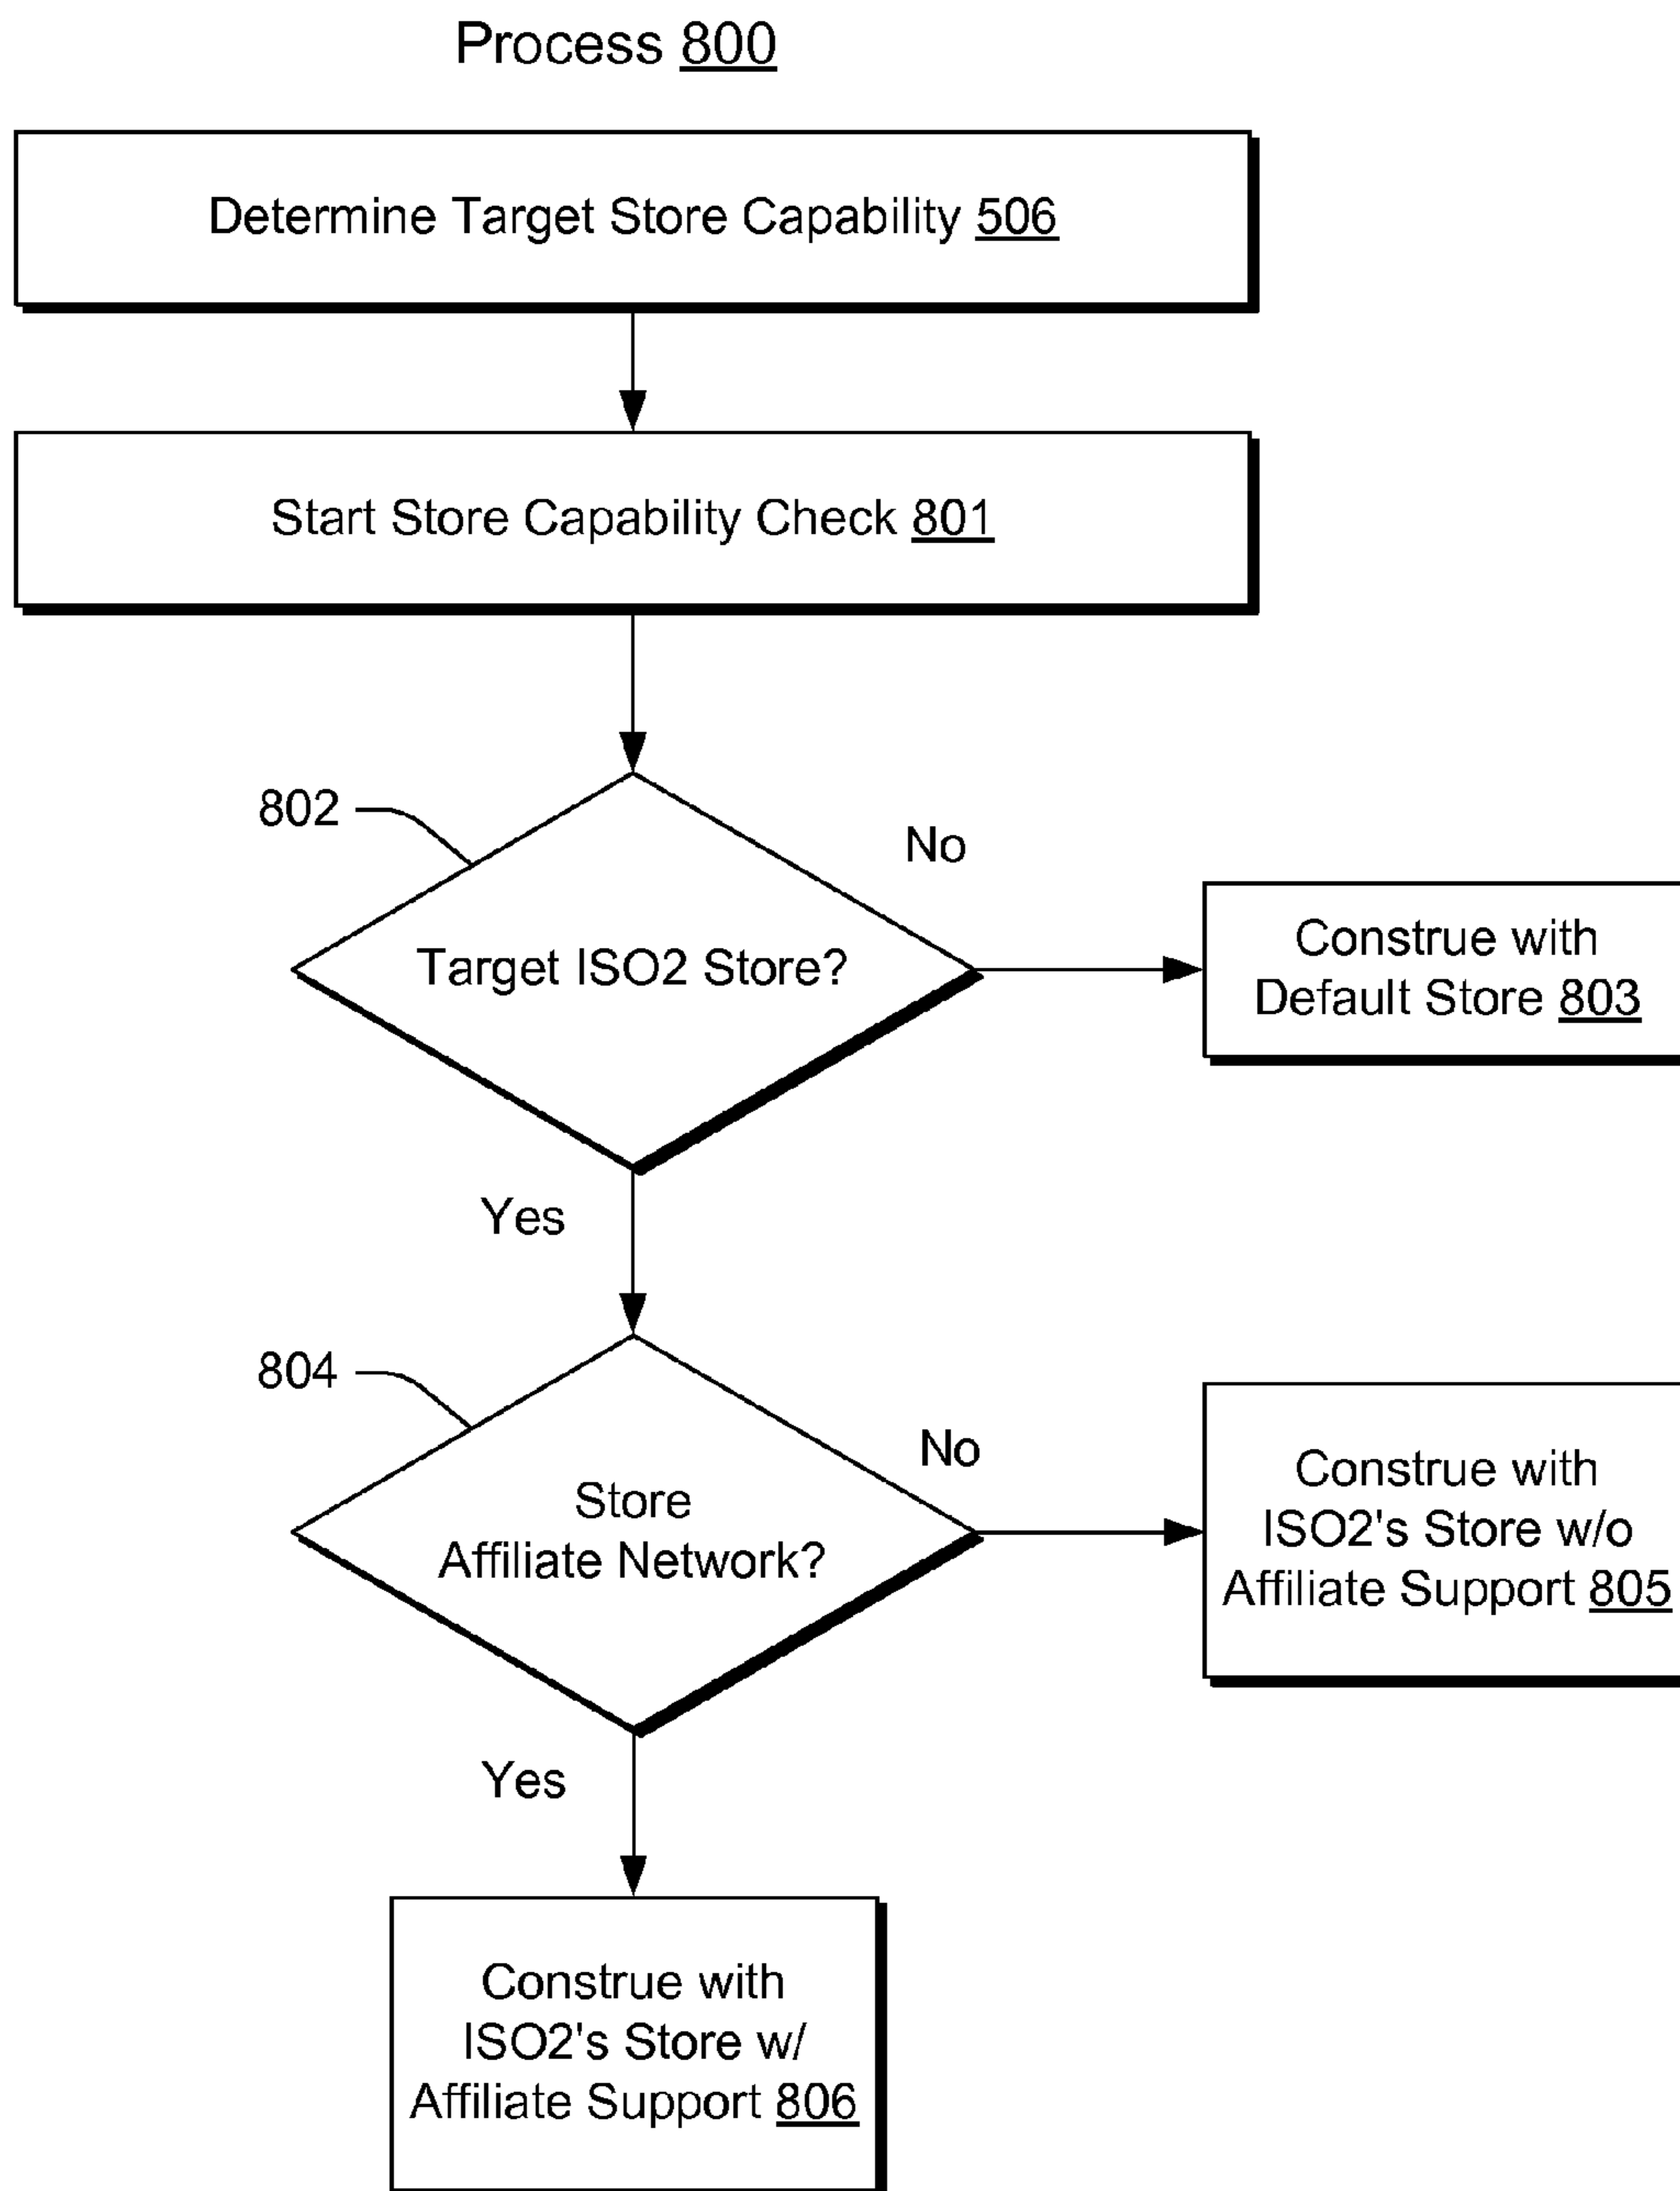 Process 800
Determine Target Store Capability 506
Start Store Capability Check 801
802
No
Target ISO2 Store?
Construe with
Default Store 803
Yes
804
No
Store
Affiliate Network?
Construe with
ISO2's Store w/o
Affiliate Support 805
Yes
Construe with
ISO2's Store w/
Affiliate Support 806